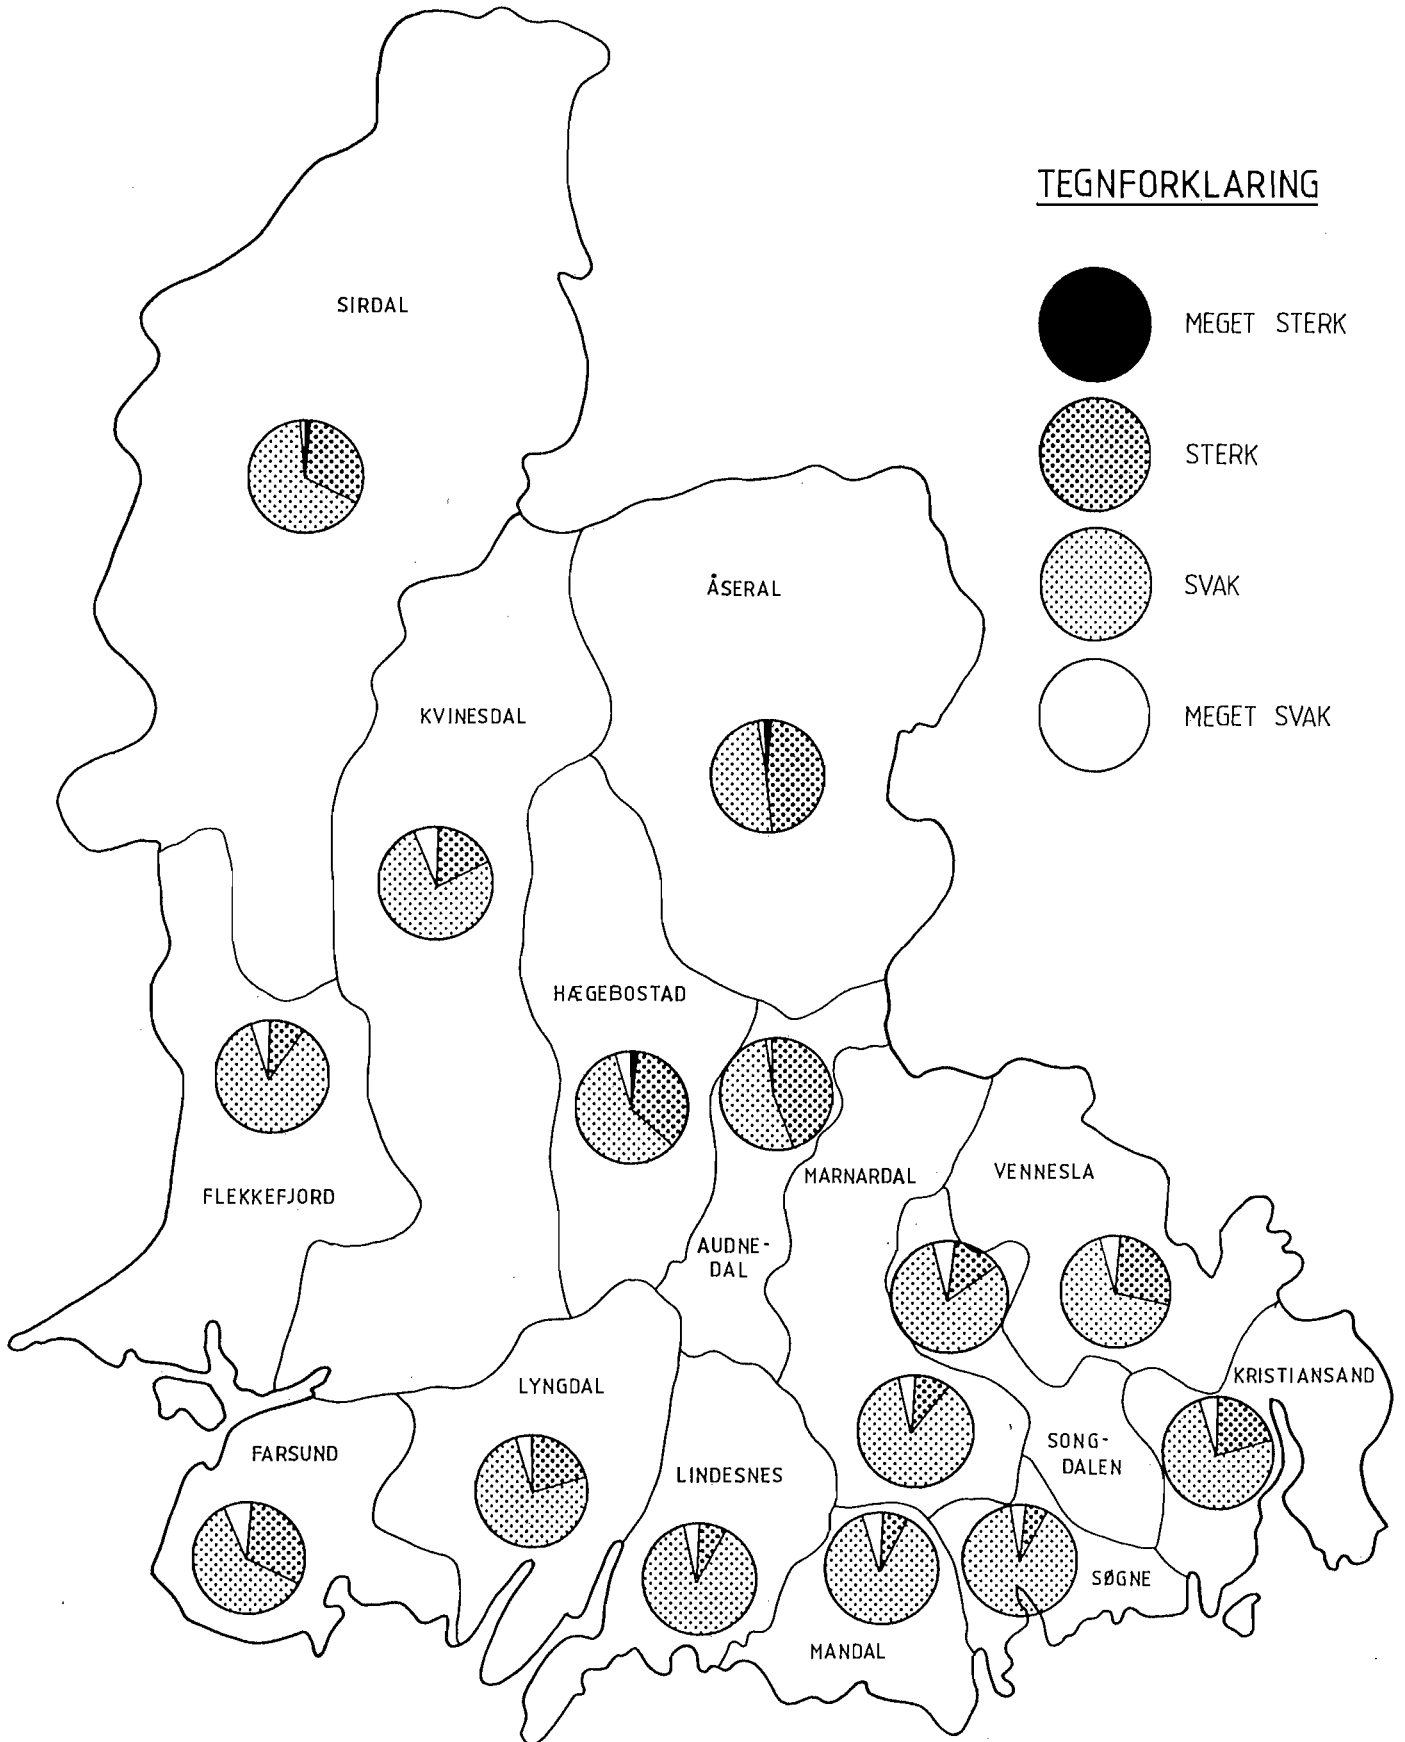 TEGNFORKLARING
MEGET STERK
STERK
SVAK
MEGET SVAK
SIRDAL
ÅSERAL
KVINESDAL
HÆGEBOSTAD
FLEKKEFJORD
MARNARDAL
VENNESLA
AUDNE-
DAL
LYNGDAL
KRISTIANSAND
FARSUND
LINDESNES
SONG-
DALEN
SØGNE
MANDAL